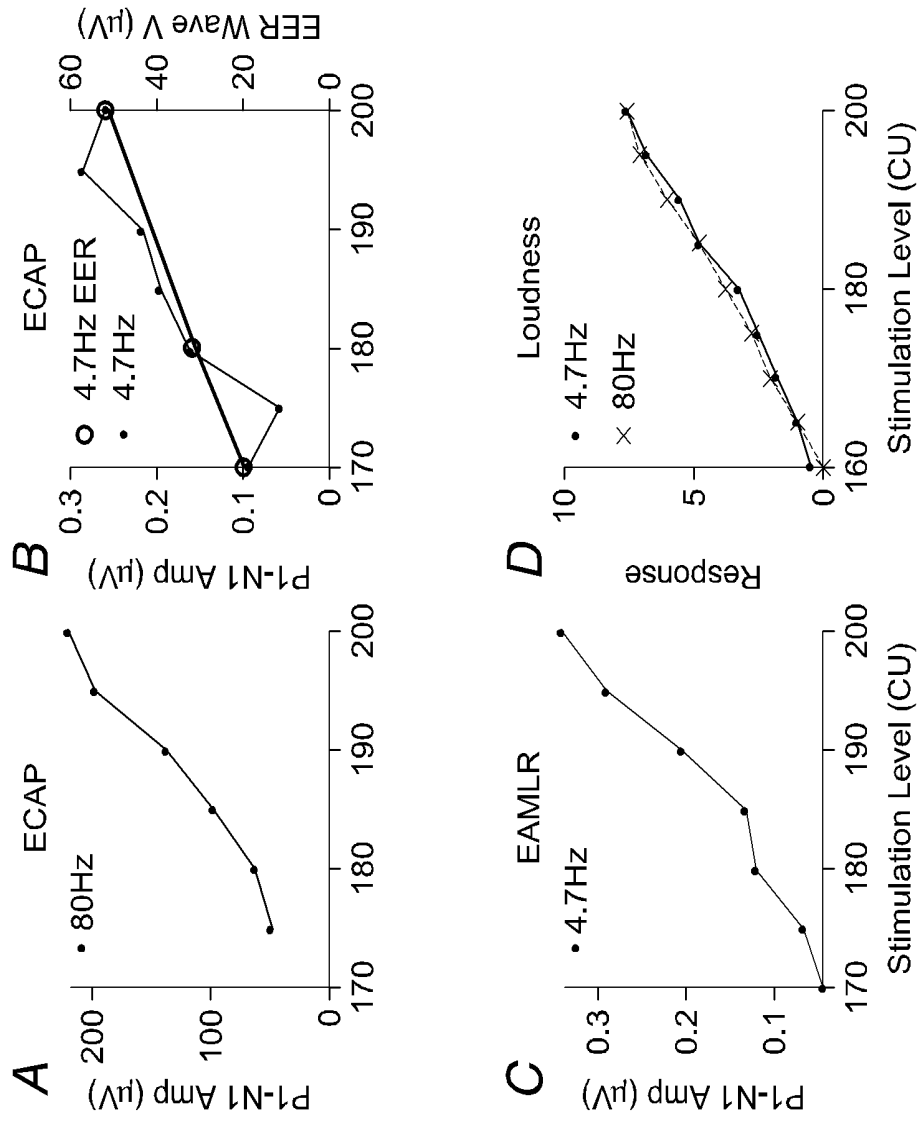 A
ECAP
80Hz
P1-N1 Amp (μV)
200
100
0
170
180
190
200
B
ECAP
4.7Hz EER
4.7Hz
P1-N1 Amp (μV)
0.3
0.2
0.1
0
EER Wave V (μV)
60
50
40
30
20
10
0
170
180
190
200
C
EAMLR
4.7Hz
P1-N1 Amp (μV)
0.3
0.2
0.1
170
180
190
200
Stimulation Level (CU)
D
Loudness
4.7Hz
80Hz
Response
10
5
0
160
180
200
Stimulation Level (CU)